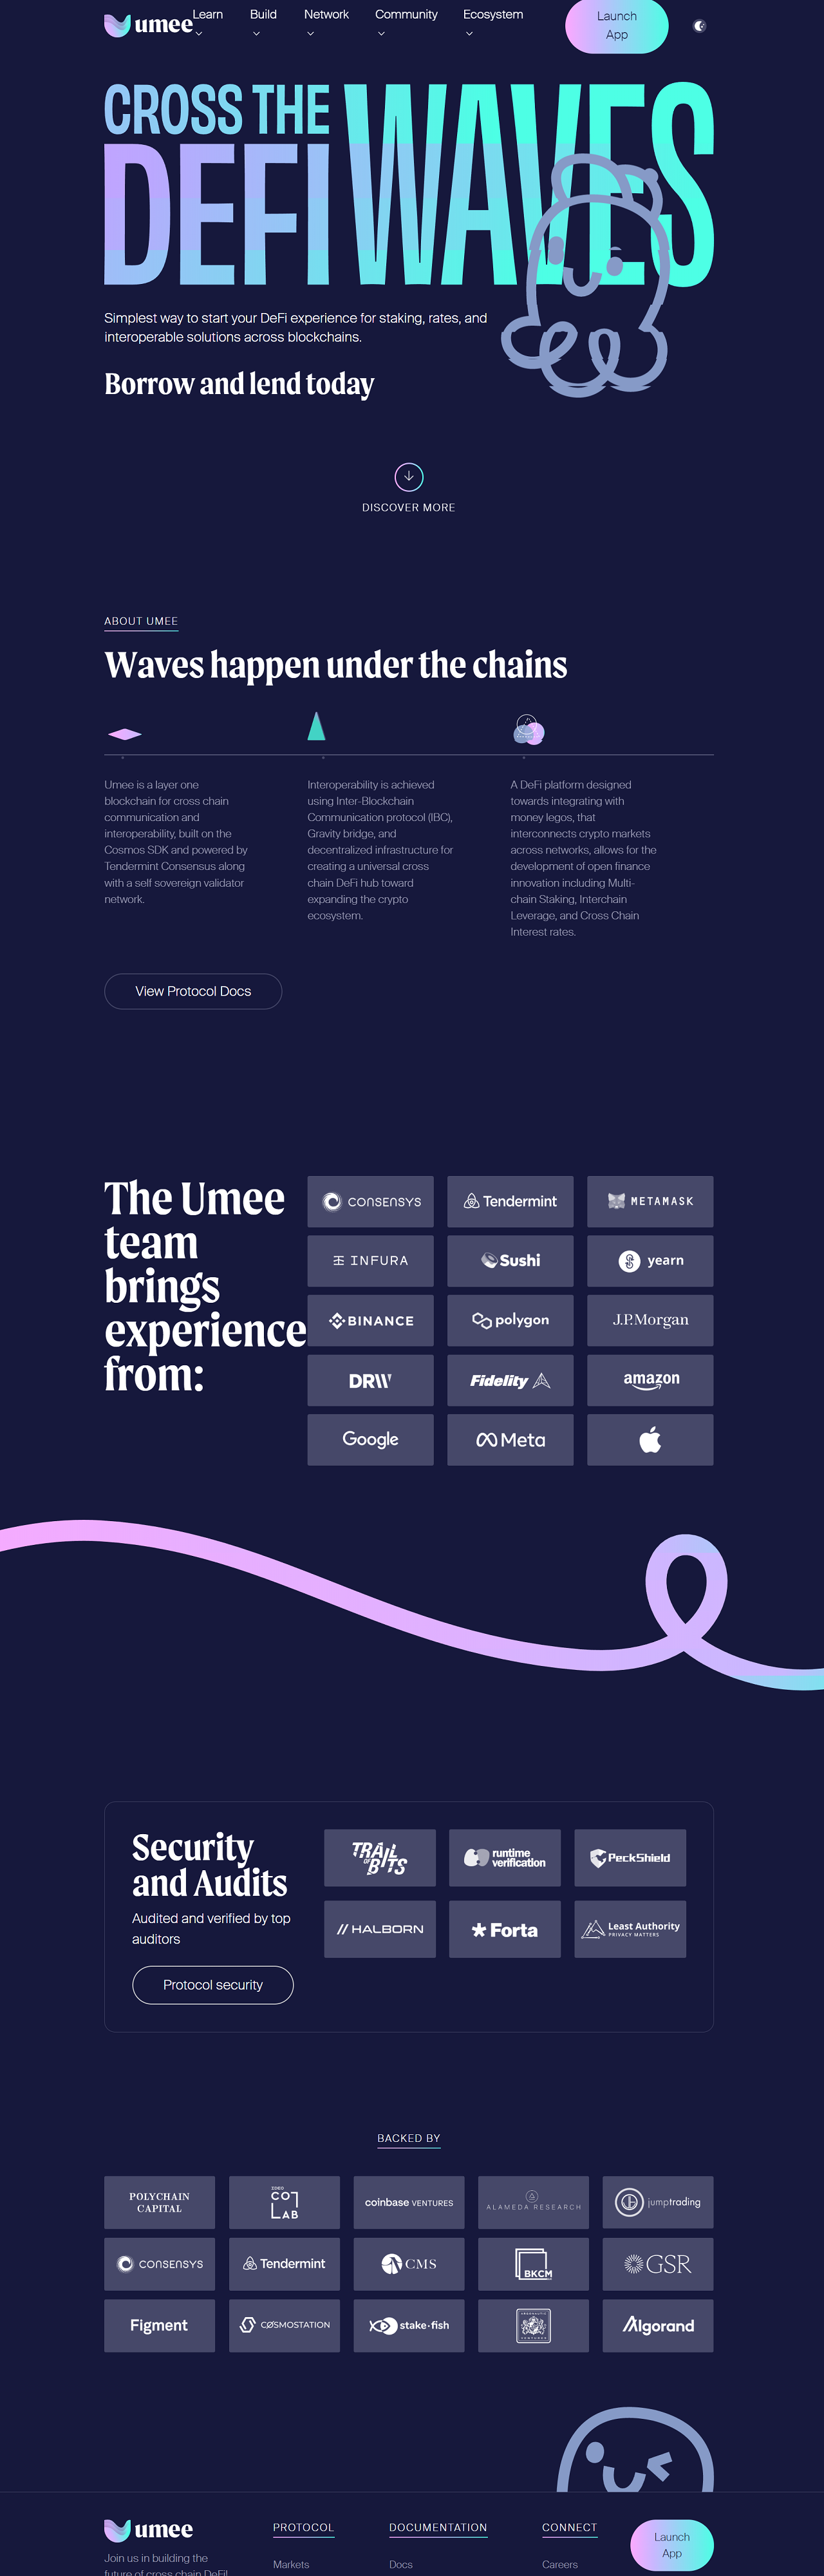 umee
Learn
Build
Network
Community
Ecosystem
Launch
App
CROSS THE
DEFI WAVES
Simplest way to start your DeFi experience for staking, rates, and
interoperable solutions across blockchains.
Borrow and lend today
DISCOVER MORE
ABOUT UMEE
Waves happen under the chains
Umee is a layer one
blockchain for cross chain
communication and
interoperability, built on the
Cosmos SDK and powered by
Tendermint Consensus along
with a self sovereign validator
network.
Interoperability is achieved
using Inter-Blockchain
Communication protocol (IBC),
Gravity bridge, and
decentralized infrastructure for
creating a universal cross
chain DeFi hub toward
expanding the crypto
ecosystem.
A DeFi platform designed
towards integrating with
money legos, that
interconnects crypto markets
across networks, allows for the
development of open finance
innovation including Multi-
chain Staking, Interchain
Leverage, and Cross Chain
Interest rates.
View Protocol Docs
The Umee
team
brings
experience
from:
CONSENSYS
Tendermint
METAMASK
INFURA
Sushi
yearn
BINANCE
polygon
J.P.Morgan
DRW
Fidelity
amazon
Google
Meta
Security
and Audits
Audited and verified by top
auditors
Protocol security
TRAIL
OF BITS
runtime
verification
PeckShield
// HALBORN
Forta
Least Authority
PRIVACY MATTERS
BACKED BY
POLYCHAIN
CAPITAL
COLLAB
coinbase VENTURES
ALAMEDA RESEARCH
jumptrading
CONSENSYS
Tendermint
CMS
BKCM
GSR
Figment
COSMOSTATION
stake·fish
Algorand
umee
Join us in building the
future of cross chain DeFi!
PROTOCOL
Markets
DOCUMENTATION
Docs
CONNECT
Careers
Launch
App